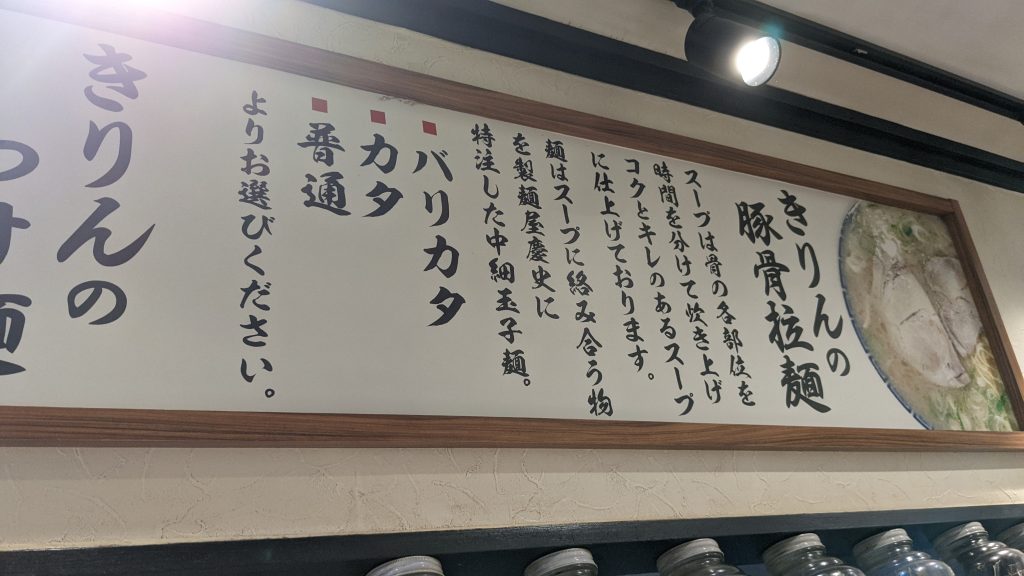 きりんの
豚骨拉麺
スープは骨の各部位を
時間を分けて炊き上げ
コクとキレのあるスープ
に仕上げております。
麺はスープに絡み合う物
を製麺屋慶史に
特注した中細玉子麺。
バリカタ
カタ
普通
よりお選びください。
きりんの
つけ麺